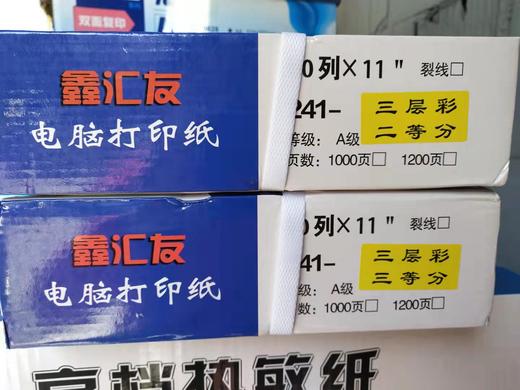 双面复印
鑫汇友
电脑打印纸
0列×11" 裂线□
241-
三层彩
二等分
等级: A级
页数: 1000页□ 1200页□
鑫汇友
电脑打印纸
0列×11" 裂线□
41-
三层彩
三等分
级: A级
数: 1000页□ 1200页□
高档热敏纸